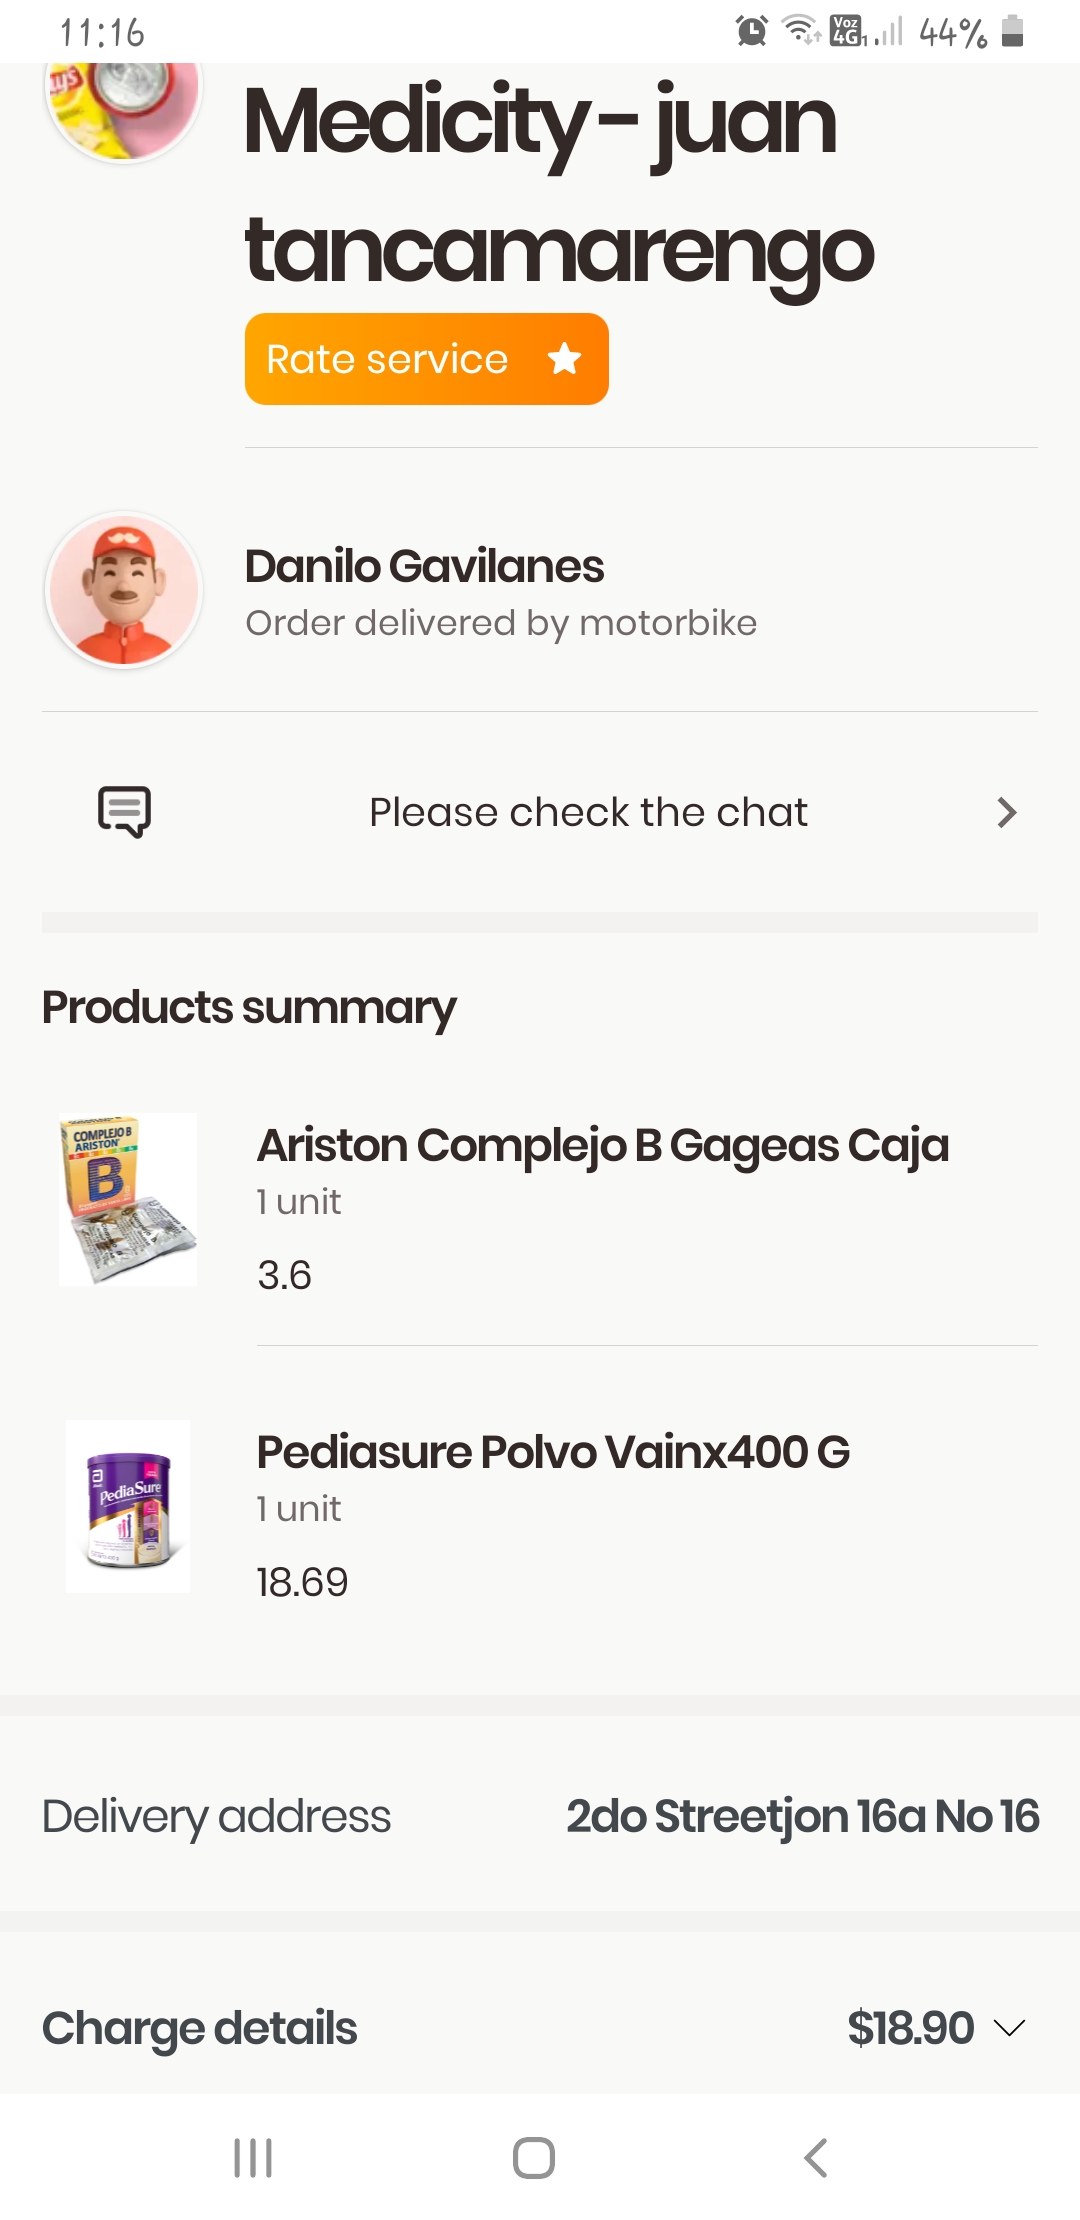 11:16
Voz
4G 1
44%
Medicity - juan
tancamarengo
Rate service
Danilo Gavilanes
Order delivered by motorbike
Please check the chat
Products summary
COMPLEJO B
ARISTON
B
Ariston Complejo B Gageas Caja
1 unit
3.6
PediaSure
Pediasure Polvo Vainx400 G
1 unit
18.69
Delivery address
2do Streetjon 16a No 16
Charge details
$18.90